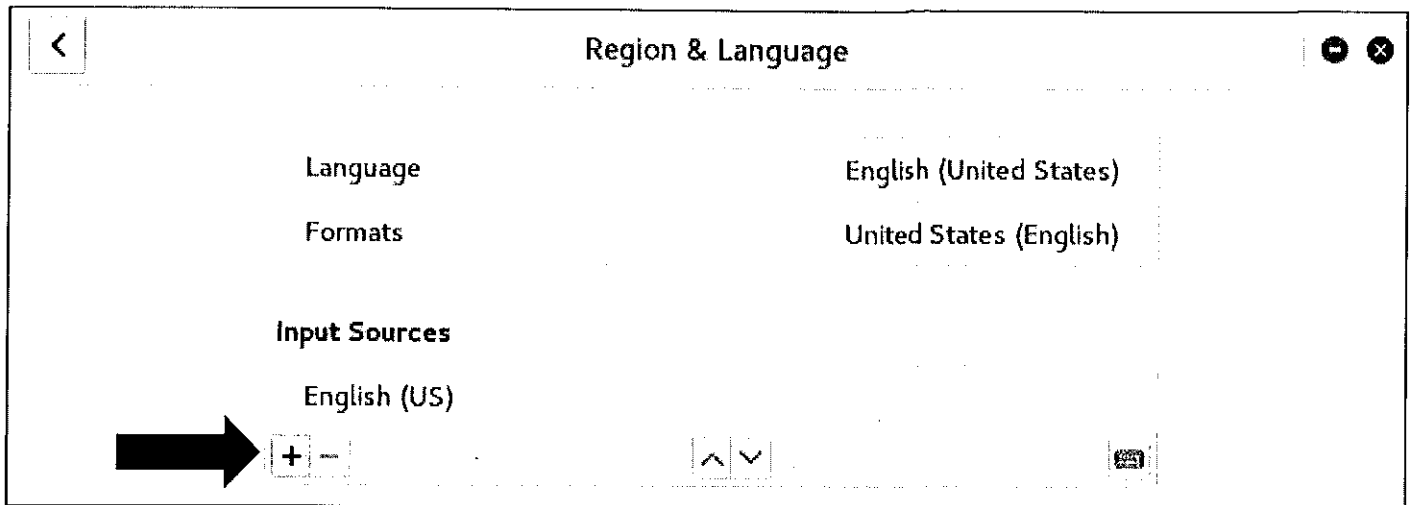 Region & Language
Language English (United States)
Formats United States (English)
Input Sources
English (US)